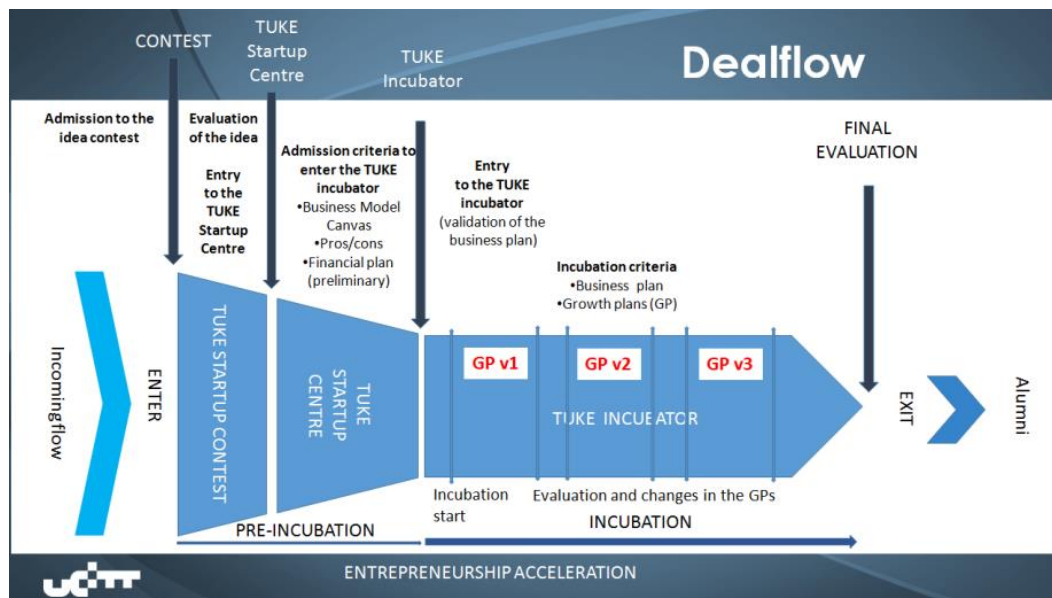 CONTEST
TUKE
Startup
Centre
TUKE
Incubator
Dealflow
Admission to the
idea contest
Evaluation
of the idea
Entry
to the
TUKE
Startup
Centre
Admission criteria to
enter the TUKE
incubator
•Business Model
Canvas
•Pros/cons
•Financial plan
(preliminary)
Entry
to the TUKE
incubator
(validation of the
business plan)
Incubation criteria
•Business plan
•Growth plans (GP)
FINAL
EVALUATION
Incoming flow
ENTER
TUKE STARTUP CONTEST
TUKE
STARTUP
CENTRE
GP v1
GP v2
GP v3
TUKE INCUBATOR
EXIT
Alumni
Incubation
start
Evaluation and changes in the GPs
PRE-INCUBATION
INCUBATION
ENTREPRENEURSHIP ACCELERATION